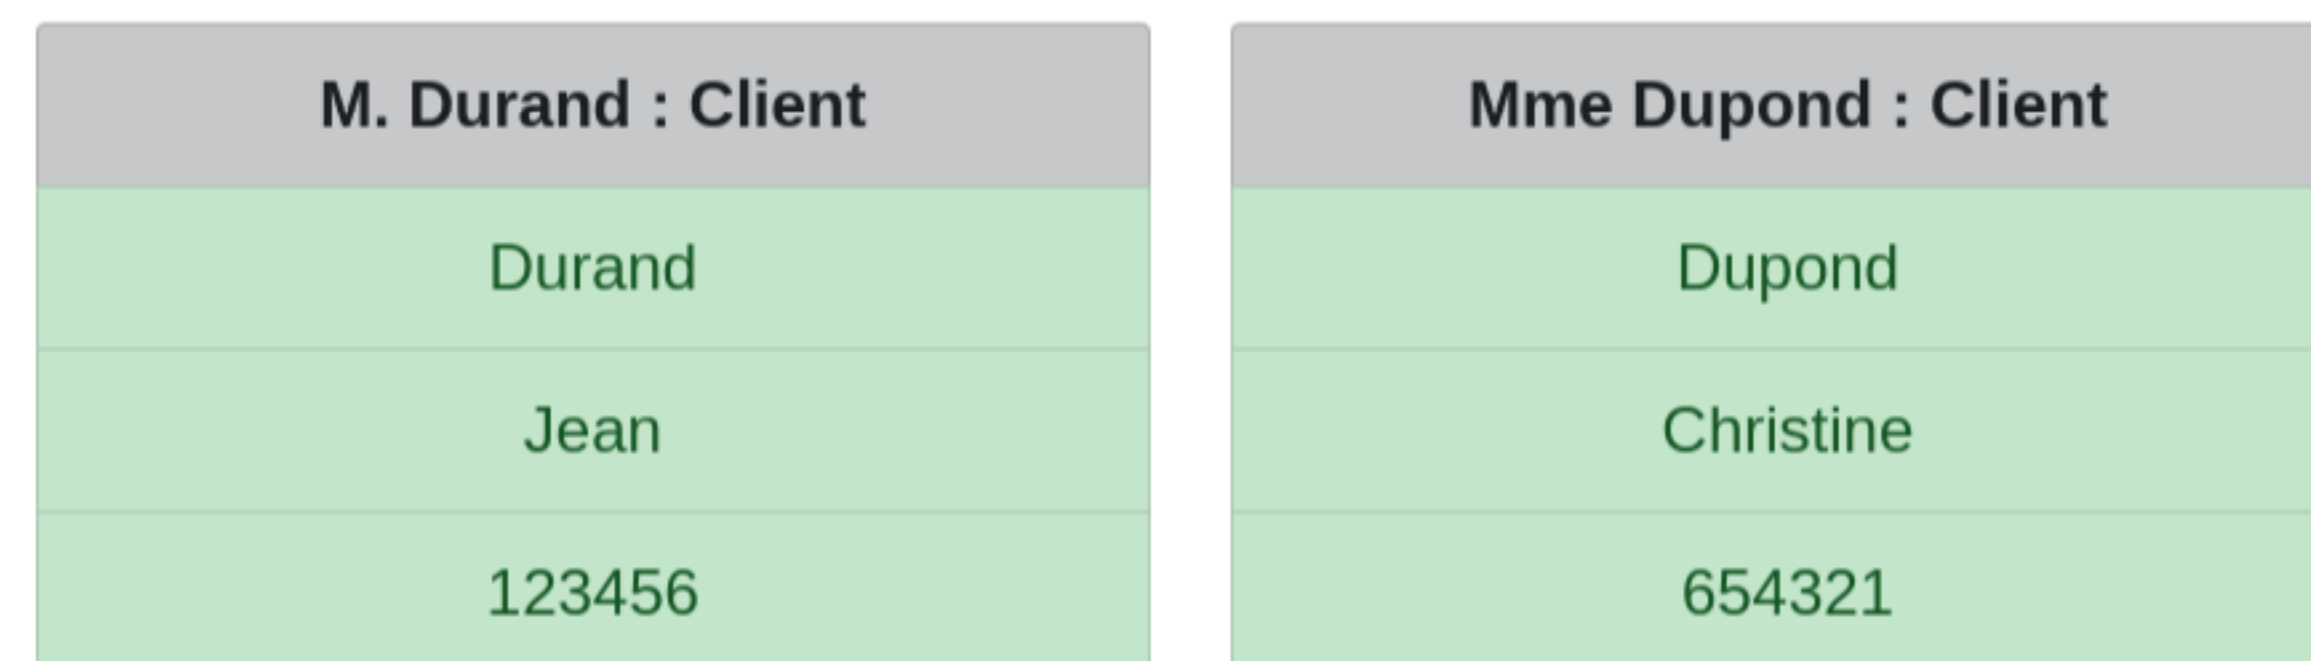 M. Durand : Client
Durand
Jean
123456
Mme Dupond : Client
Dupond
Christine
654321